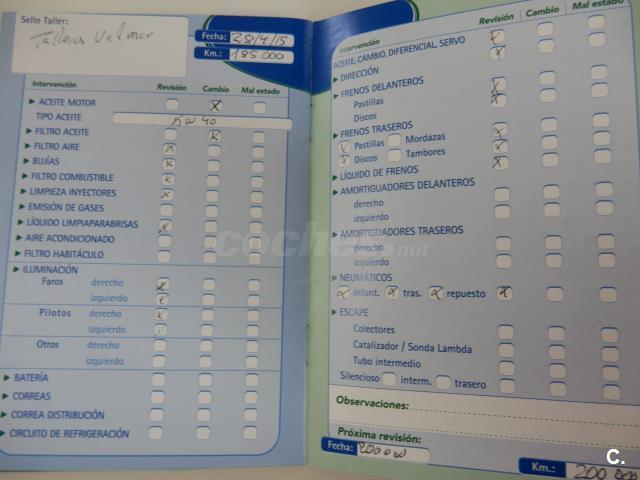 Sello Taller:
Fecha: 28/4/15
Km.: 185000
Intervención Revisión Cambio Mal estado
ACEITE MOTOR
TIPO ACEITE
FILTRO ACEITE
FILTRO AIRE
BUJÍAS
FILTRO COMBUSTIBLE
LIMPIEZA INYECTORES
EMISIÓN DE GASES
LÍQUIDO LIMPIAPARABRISAS
AIRE ACONDICIONADO
FILTRO HABITÁCULO
ILUMINACIÓN
Faros derecho
izquierdo
Pilotos derecho
izquierdo
Otros derecho
izquierdo
BATERÍA
CORREAS
CORREA DISTRIBUCIÓN
CIRCUITO DE REFRIGERACIÓN
Intervención Revisión Cambio Mal estado
ACEITE, CAMBIO, DIFERENCIAL, SERVO
DIRECCIÓN
FRENOS DELANTEROS
Pastillas
Discos
FRENOS TRASEROS
Pastillas Mordazas
Discos Tambores
LÍQUIDO DE FRENOS
AMORTIGUADORES DELANTEROS
derecho
izquierdo
AMORTIGUADORES TRASEROS
derecho
izquierdo
NEUMÁTICOS
delant. tras. repuesto
ESCAPE
Colectores
Catalizador / Sonda Lambda
Tubo intermedio
Silencioso interm. trasero
Observaciones:
Próxima revisión:
Fecha: 200000
Km.: 200 000
coches.net
C.